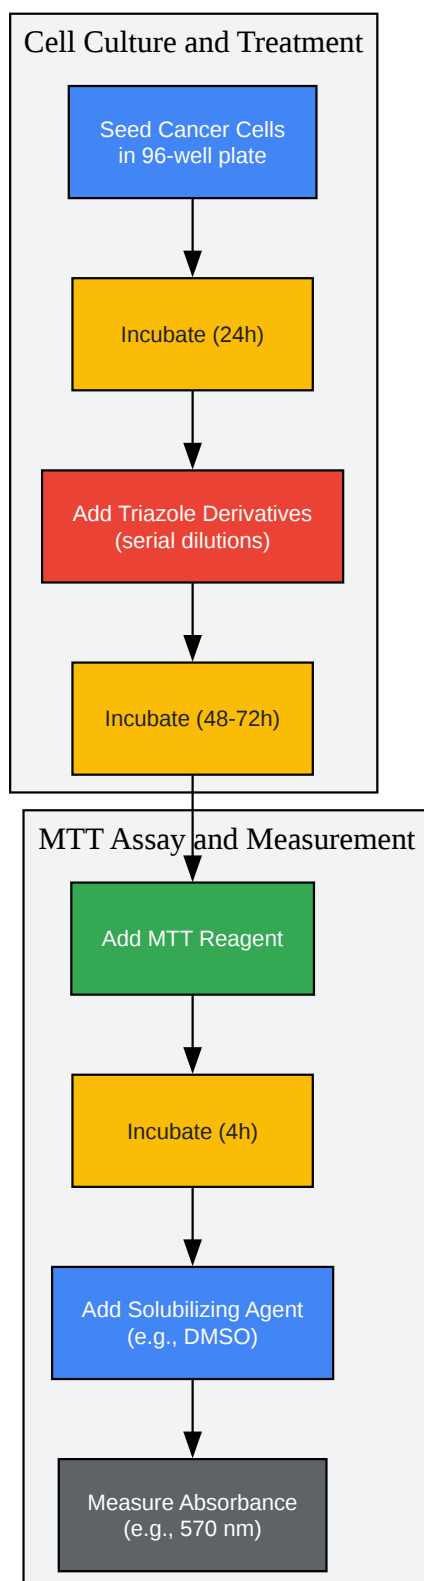 Cell Culture and Treatment
Seed Cancer Cells
in 96-well plate
Incubate (24h)
Add Triazole Derivatives
(serial dilutions)
Incubate (48-72h)
MTT Assay and Measurement
Add MTT Reagent
Incubate (4h)
Add Solubilizing Agent
(e.g., DMSO)
Measure Absorbance
(e.g., 570 nm)